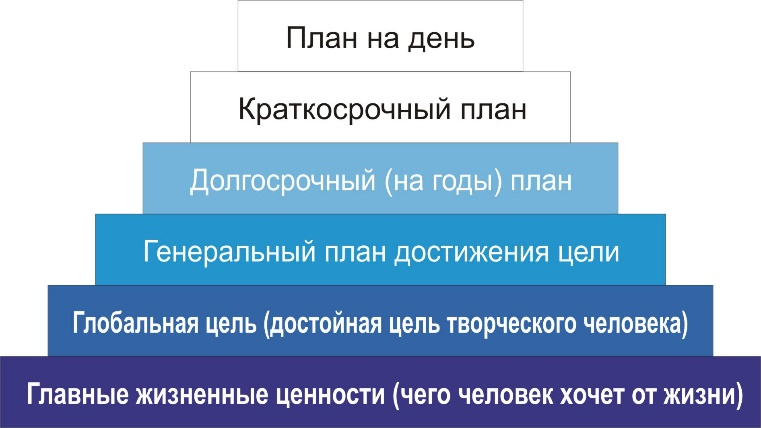 План на день
Краткосрочный план
Долгосрочный (на годы) план
Генеральный план достижения цели
Глобальная цель (достойная цель творческого человека)
Главные жизненные ценности (чего человек хочет от жизни)